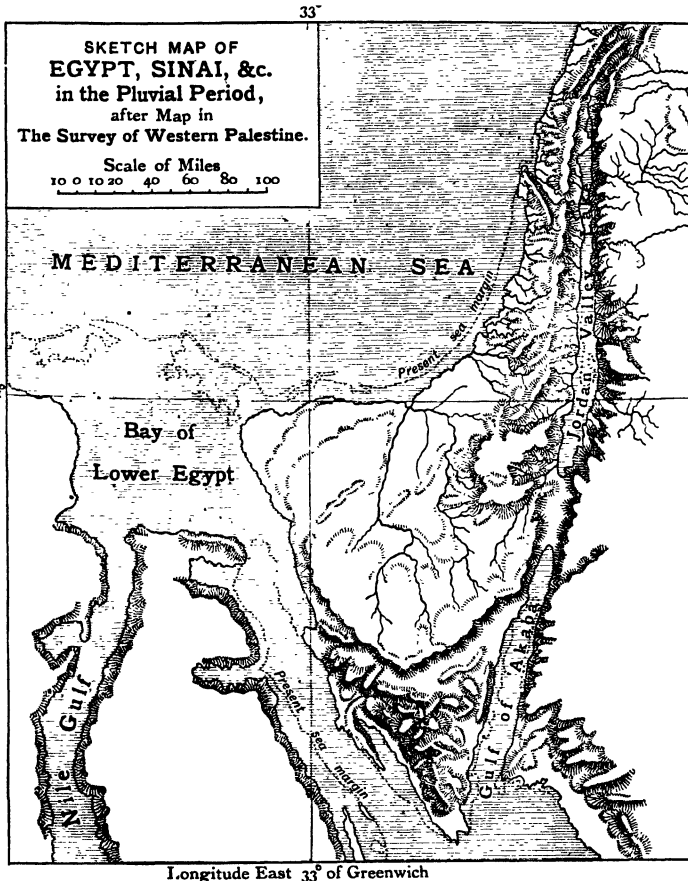 33°
SKETCH MAP OF
EGYPT, SINAI, &c.
in the Pluvial Period,
after Map in
The Survey of Western Palestine.
Scale of Miles
10 0 10 20 40 60 80 100
MEDITERRANEAN SEA
Present sea margin
Jordan Valley Lake
Bay of
Lower Egypt
Gulf of Akaba
Present sea margin
Nile Gulf
Longitude East 33° of Greenwich